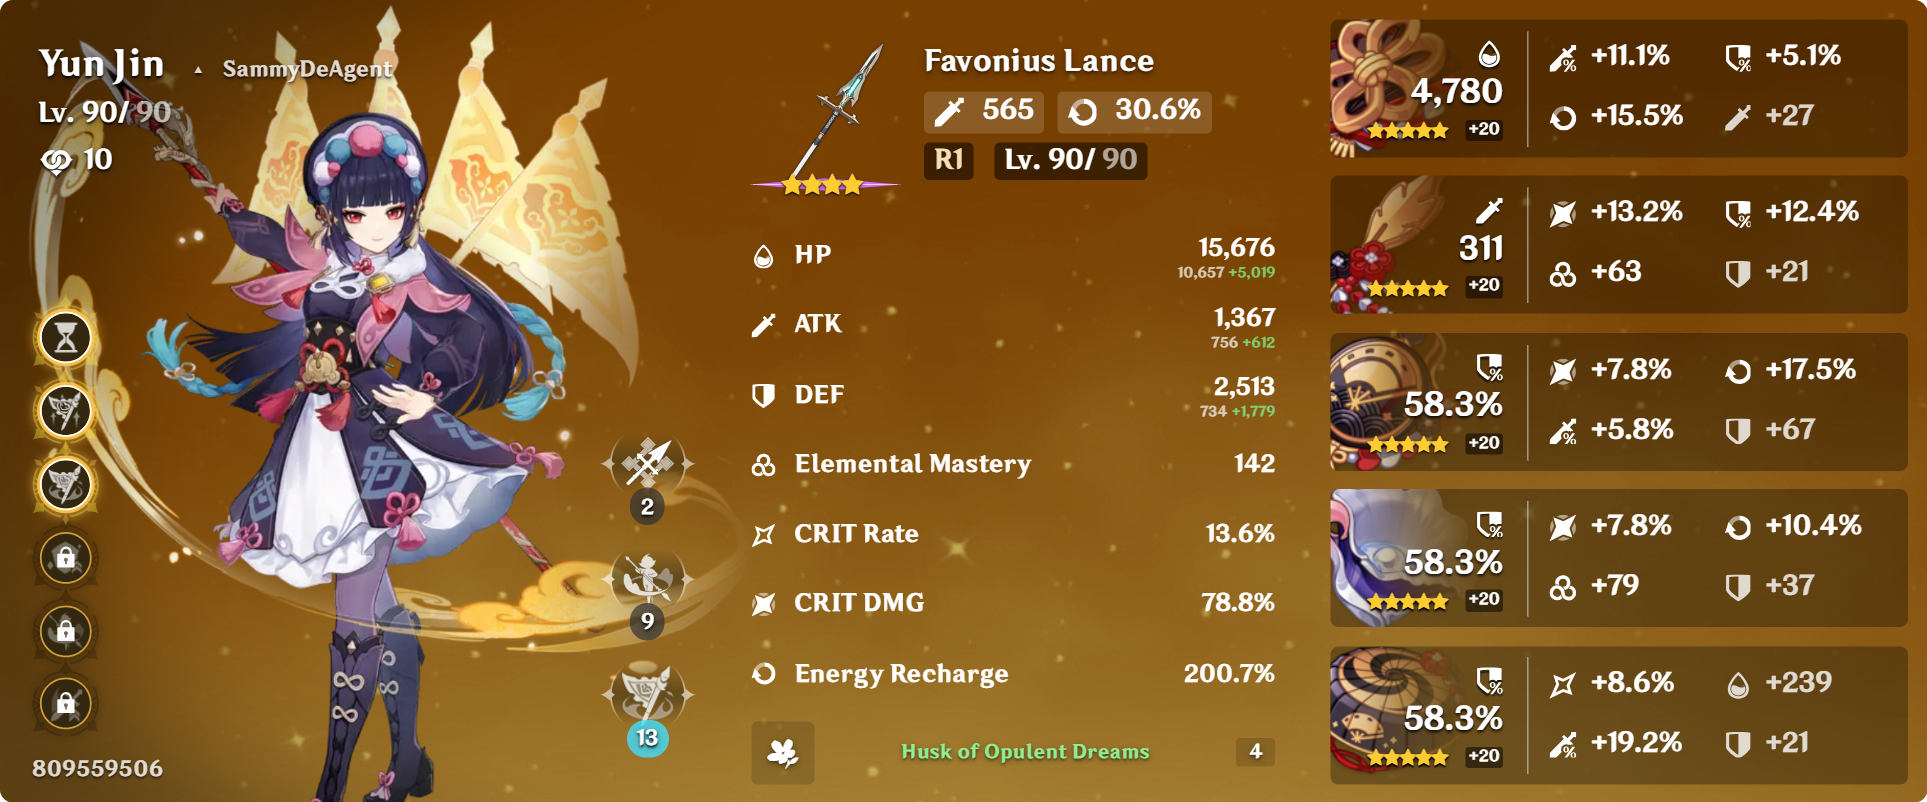 Yun Jin ▲ SammyDeAgent
Lv. 90/ 90
10
809559506
2
9
13
Favonius Lance
565 30.6%
R1 Lv. 90/ 90
HP 15,676
10,657 +5,019
ATK 1,367
756 +612
DEF 2,513
734 +1,779
Elemental Mastery 142
CRIT Rate 13.6%
CRIT DMG 78.8%
Energy Recharge 200.7%
Husk of Opulent Dreams 4
4,780
+20
+11.1% +5.1%
+15.5% +27
311
+20
+13.2% +12.4%
+63 +21
58.3%
+20
+7.8% +17.5%
+5.8% +67
58.3%
+20
+7.8% +10.4%
+79 +37
58.3%
+20
+8.6% +239
+19.2% +21